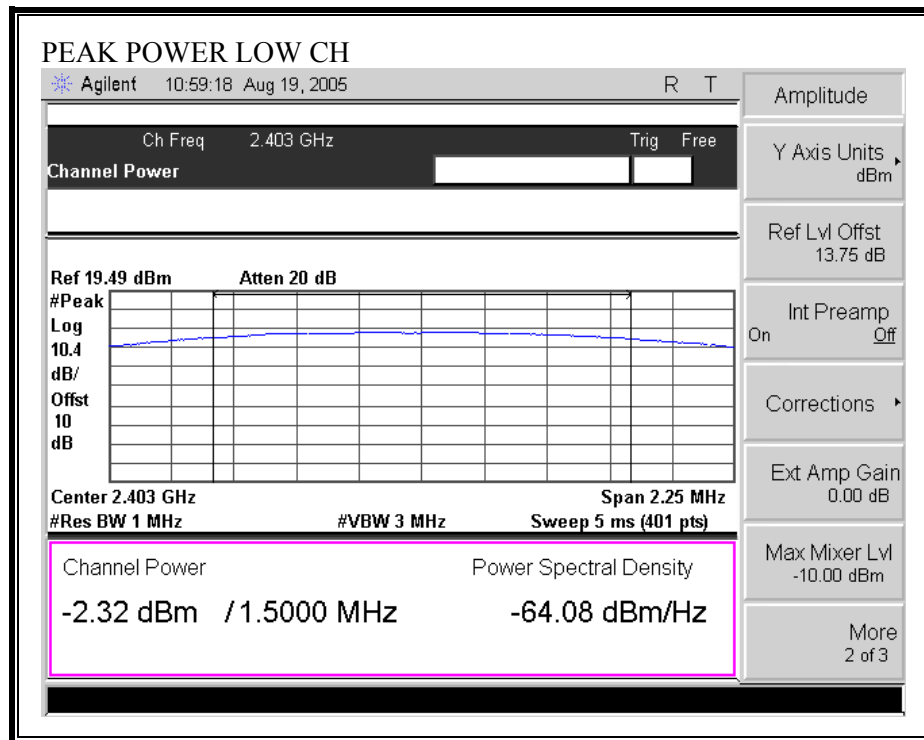 PEAK POWER LOW CH
Agilent 10:59:18 Aug 19, 2005 R T
Ch Freq 2.403 GHz Trig Free
Channel Power
Ref 19.49 dBm Atten 20 dB
#Peak
Log
10.4
dB/
Offst
10
dB
Center 2.403 GHz Span 2.25 MHz
#Res BW 1 MHz #VBW 3 MHz Sweep 5 ms (401 pts)
Channel Power Power Spectral Density
-2.32 dBm /1.5000 MHz -64.08 dBm/Hz
Amplitude
Y Axis Units
dBm
Ref Lvl Offst
13.75 dB
Int Preamp
On Off
Corrections
Ext Amp Gain
0.00 dB
Max Mixer Lvl
-10.00 dBm
More
2 of 3